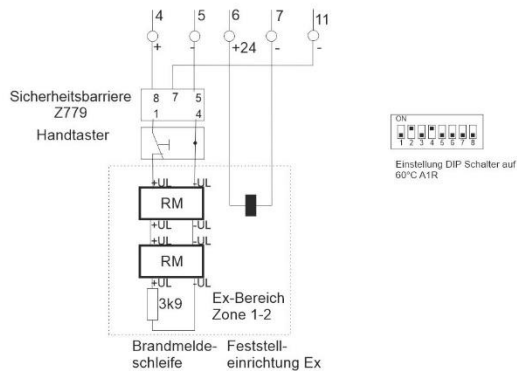 4 5 6 7 11
+ - +24 - -
Sicherheitsbarriere
Z779
8 7 5
1 4
Handtaster
ON
1 2 3 4 5 6 7 8
Einstellung DIP Schalter auf
60°C A1R
+UL -UL
RM
+UL -UL
+UL -UL
RM
+UL -UL
3k9
Ex-Bereich
Zone 1-2
Brandmelde-
schleife
Feststell-
einrichtung Ex